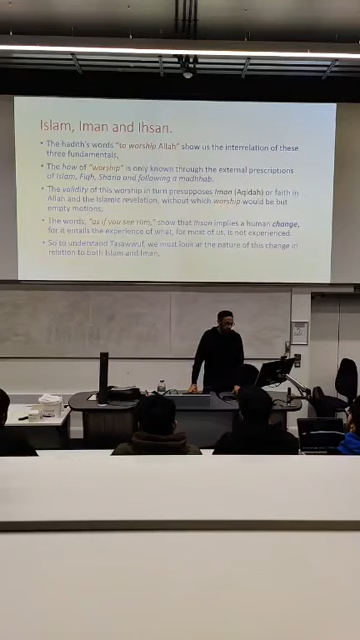 Islam, Iman and Ihsan.
• The hadith's words "to worship Allah" show us the interrelation of these
three fundamentals.
• The how of "worship" is only known through the external prescriptions
of Islam, Fiqh, Sharia and following a madhhab.
• The validity of this worship in turn presupposes Iman (Aqidah) or faith in
Allah and the Islamic revelation, without which worship would be but
empty motions.
• The words, "as if you see Him," show that Ihsan implies a human change,
for it entails the experience of what, for most of us, is not experienced.
• So to understand Tasawwuf, we must look at the nature of this change in
relation to both Islam and Iman.